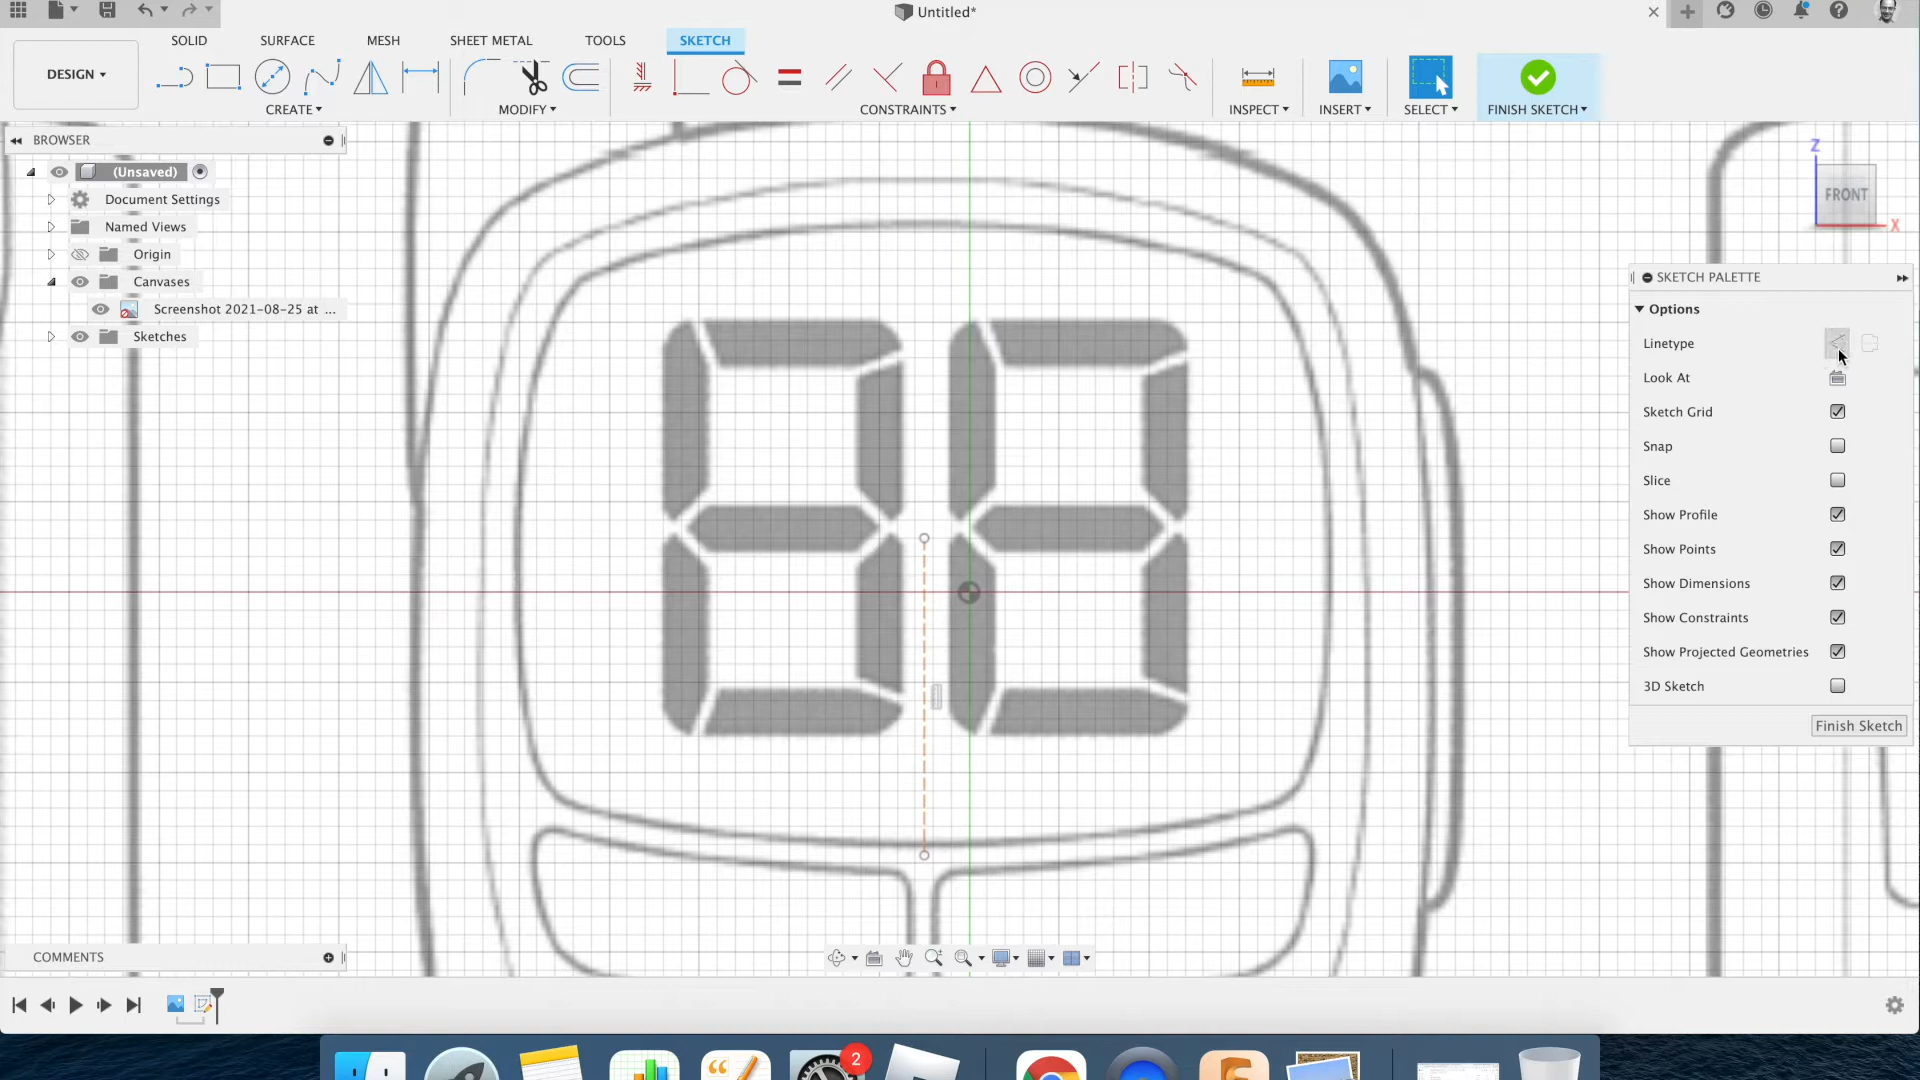 Untitled*
SOLID SURFACE MESH SHEET METAL TOOLS SKETCH
DESIGN
CREATE MODIFY CONSTRAINTS INSPECT INSERT SELECT FINISH SKETCH
BROWSER
(Unsaved)
Document Settings
Named Views
Origin
Canvases
Screenshot 2021-08-25 at ...
Sketches
Z
FRONT
X
SKETCH PALETTE
Options
Linetype
Look At
Sketch Grid
Snap
Slice
Show Profile
Show Points
Show Dimensions
Show Constraints
Show Projected Geometries
3D Sketch
Finish Sketch
88
COMMENTS
2